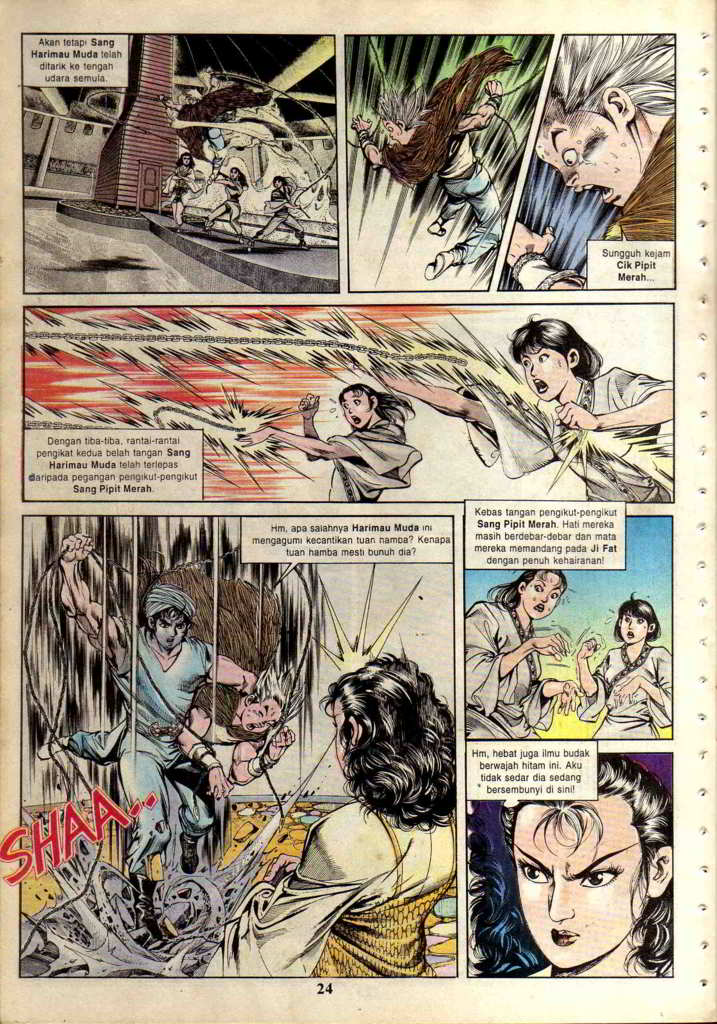 Akan tetapi Sang
Harimau Muda telah
ditarik ke tengah
udara semula.
Sungguh kejam
Cik Pipit
Merah...
Dengan tiba-tiba, rantai-rantai
pengikat kedua belah tangan Sang
Harimau Muda telah terlepas
daripada pegangan pengikut-pengikut
Sang Pipit Merah.
Hm, apa salahnya Harimau Muda ini
mengagumi kecantikan tuan hamba? Kenapa
tuan hamba mesti bunuh dia?
SHAA..
Kebas tangan pengikut-pengikut
Sang Pipit Merah. Hati mereka
masih berdebar-debar dan mata
mereka memandang pada Ji Fat
dengan penuh kehairanan!
Hm, hebat juga ilmu budak
berwajah hitam ini. Aku
tidak sedar dia sedang
bersembunyi di sini!
24